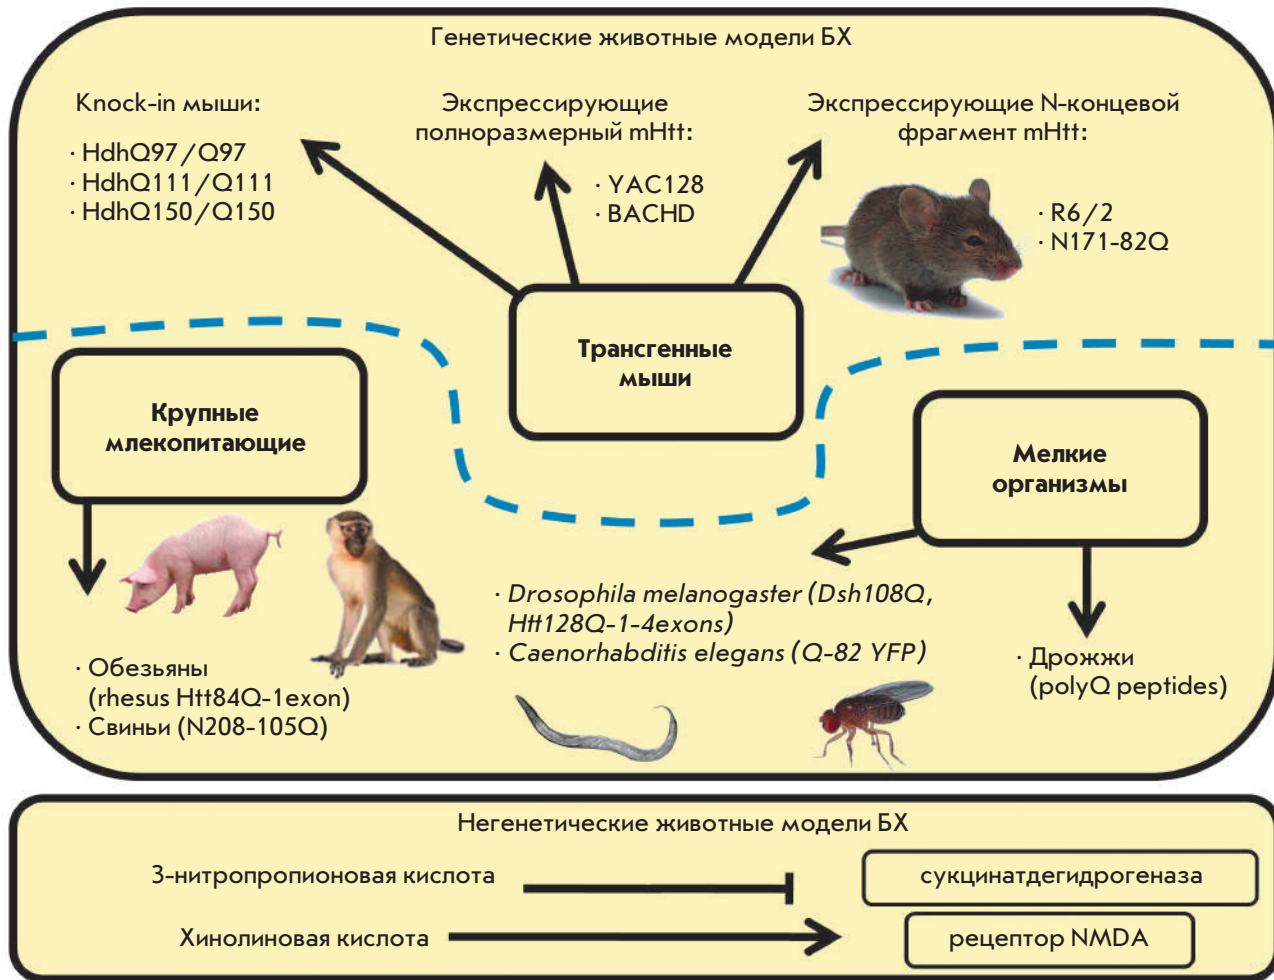 Генетические животные модели БХ
Knock-in мыши:
· HdhQ97/Q97
· HdhQ111/Q111
· HdhQ150/Q150
Экспрессирующие
полноразмерный mHtt:
· YAC128
· BACHD
Экспрессирующие N-концевой
фрагмент mHtt:
· R6/2
· N171-82Q
Трансгенные
мыши
Крупные
млекопитающие
Мелкие
организмы
· Обезьяны
(rhesus Htt84Q-1exon)
· Свиньи (N208-105Q)
· Drosophila melanogaster (Dsh108Q,
Htt128Q-1-4exons)
· Caenorhabditis elegans (Q-82 YFP)
· Дрожжи
(polyQ peptides)
Негенетические животные модели БХ
3-нитропропионовая кислота
сукцинатдегидрогеназа
Хинолиновая кислота
рецептор NMDA